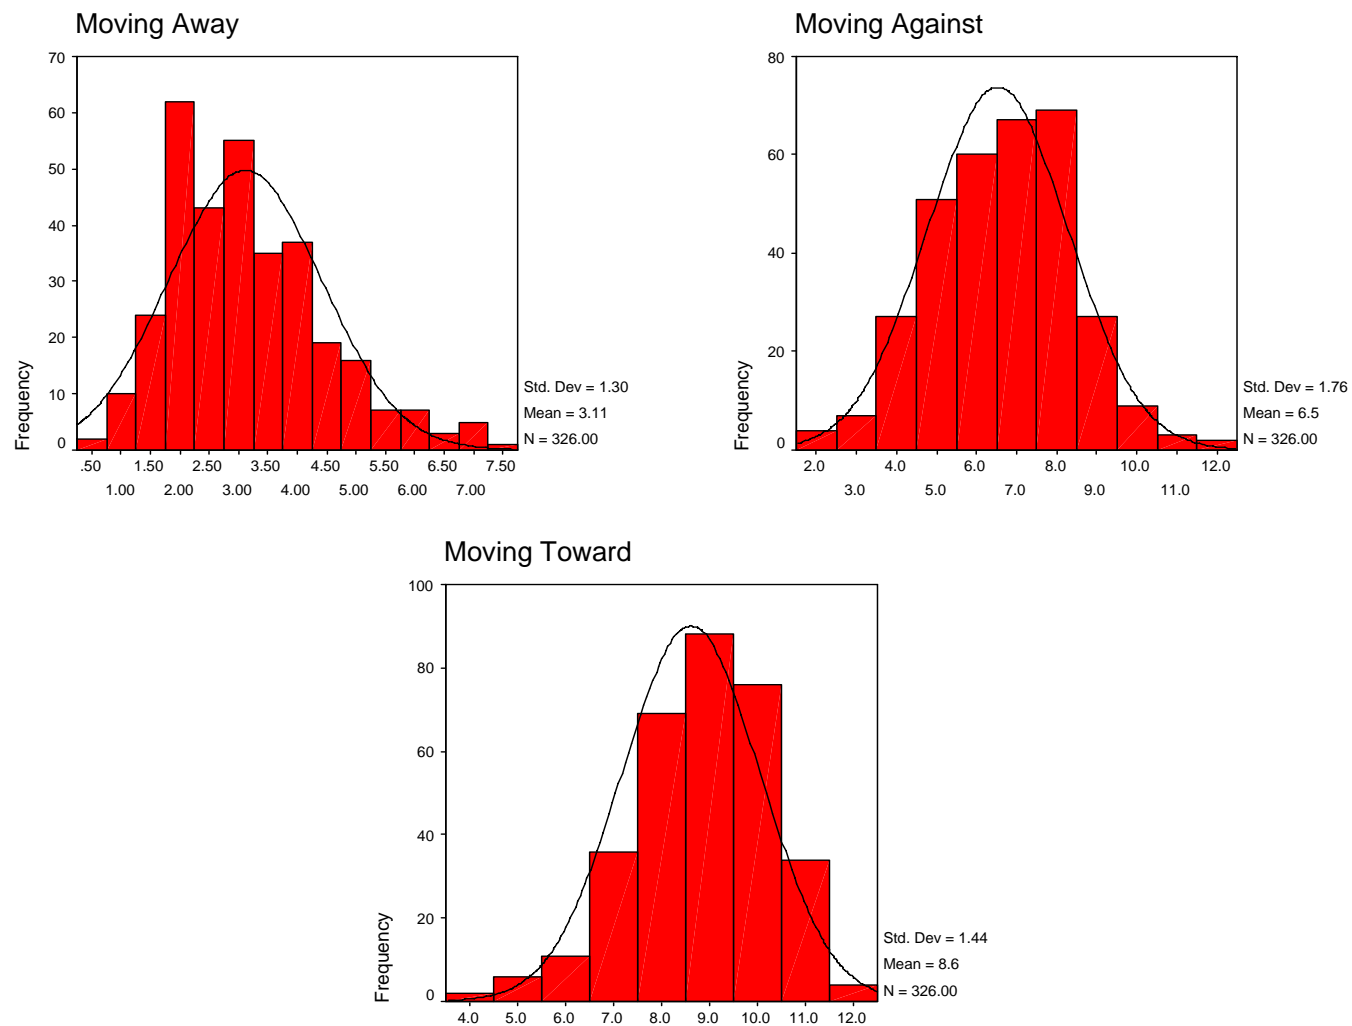 Moving Away
70
60
50
40
30
20
10
0
Frequency
.50 1.50 2.50 3.50 4.50 5.50 6.50 7.50
1.00 2.00 3.00 4.00 5.00 6.00 7.00
Std. Dev = 1.30
Mean = 3.11
N = 326.00
Moving Against
80
60
40
20
0
Frequency
2.0 4.0 6.0 8.0 10.0 12.0
3.0 5.0 7.0 9.0 11.0
Std. Dev = 1.76
Mean = 6.5
N = 326.00
Moving Toward
100
80
60
40
20
0
Frequency
4.0 5.0 6.0 7.0 8.0 9.0 10.0 11.0 12.0
Std. Dev = 1.44
Mean = 8.6
N = 326.00